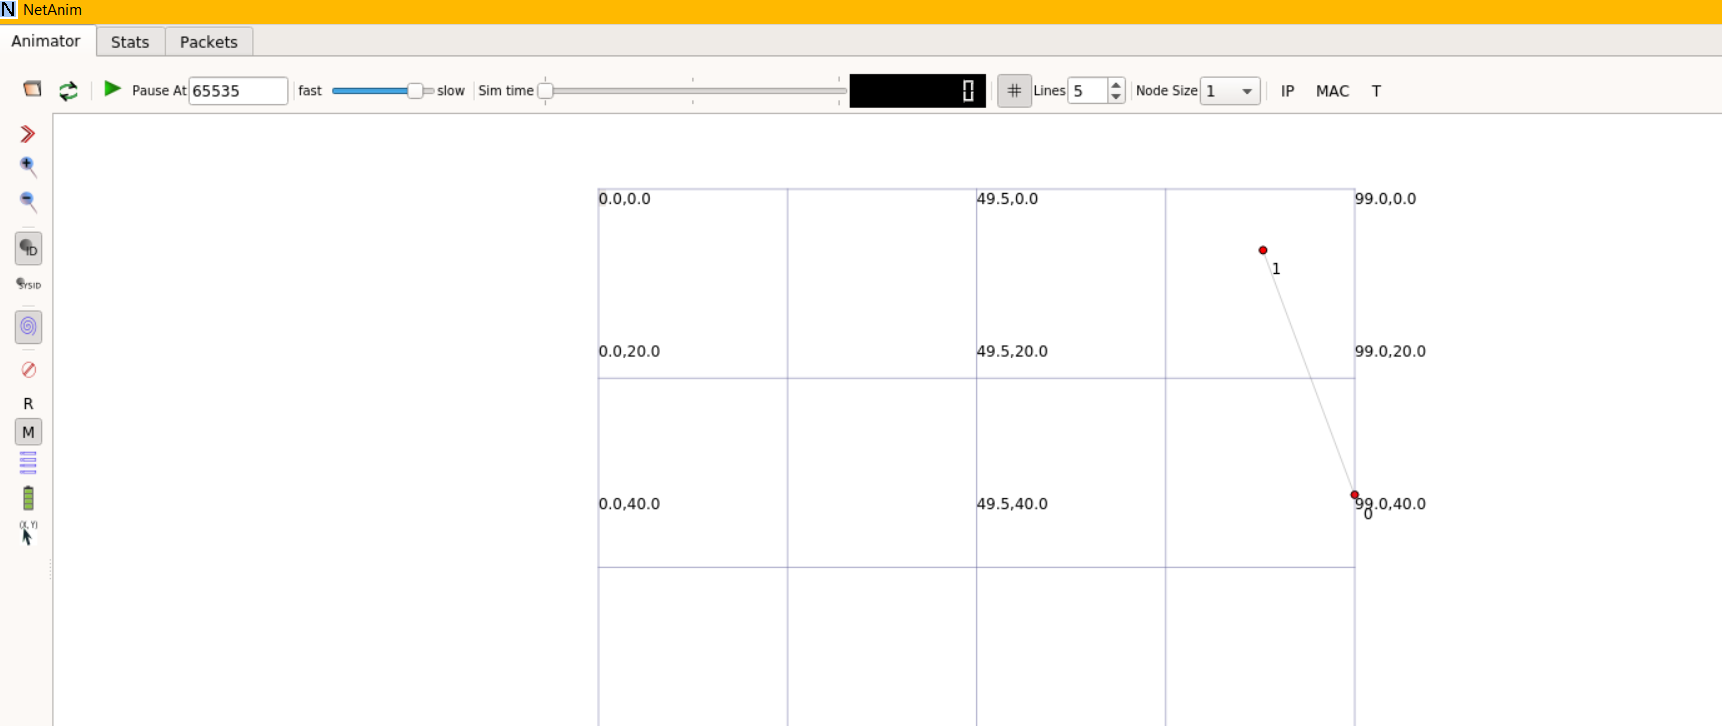 NetAnim
Animator Stats Packets
Pause At 65535 fast slow Sim time 0 # Lines 5 Node Size 1 IP MAC T
ID
SYSID
R
M
(X, Y)
0.0,0.0 49.5,0.0 99.0,0.0
1
0.0,20.0 49.5,20.0 99.0,20.0
0.0,40.0 49.5,40.0 99.0,40.0
0